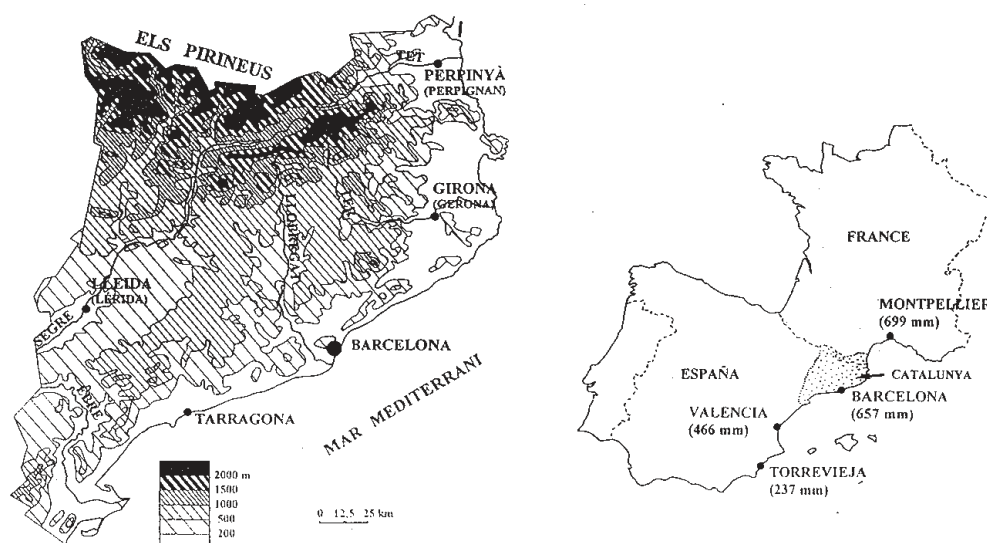 ELS PIRINEUS
TET
PERPINYÀ
(PERPIGNAN)
GIRONA
(GERONA)
TER
LLOBREGAT
LLEIDA
(LÉRIDA)
SEGRE
BARCELONA
EBRE
TARRAGONA
MAR MEDITERRANI
2000 m
1500
1000
500
200
0 12,5 25 km
FRANCE
MONTPELLIER
(699 mm)
CATALUNYA
ESPAÑA
BARCELONA
(657 mm)
VALENCIA
(466 mm)
TORREVIEJA
(237 mm)